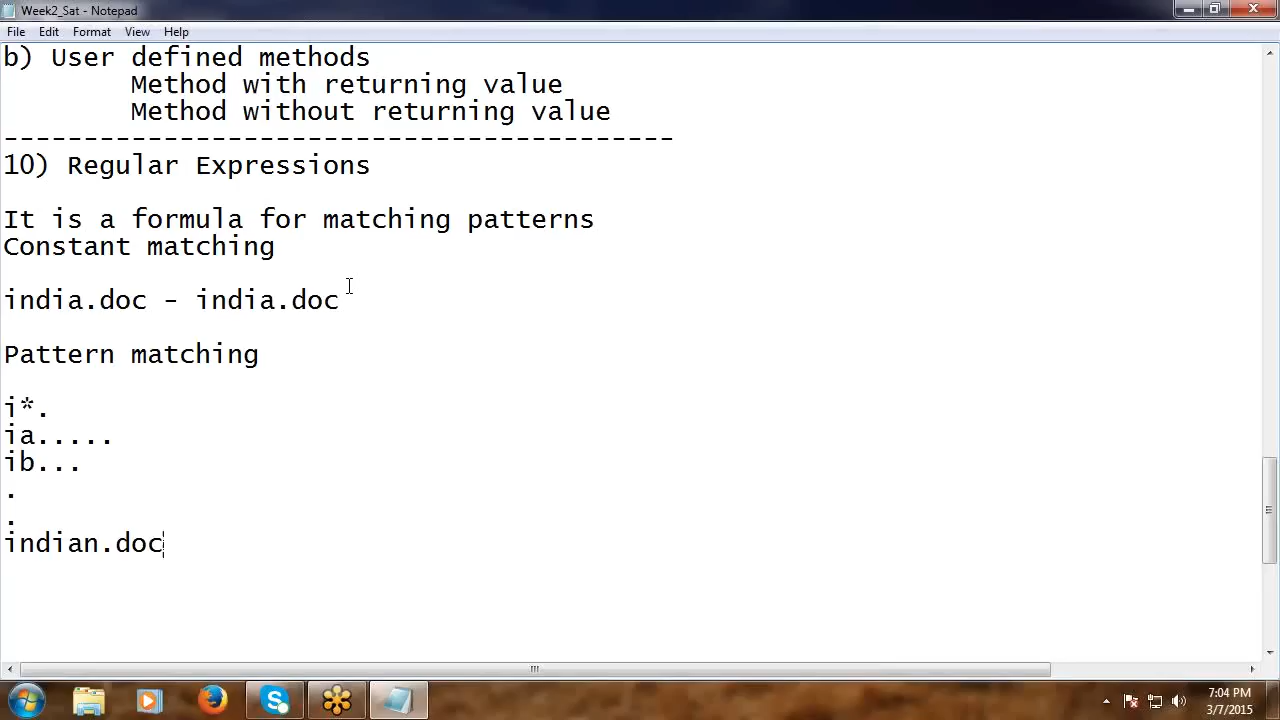 Week2_Sat - Notepad
File Edit Format View Help
b) User defined methods
Method with returning value
Method without returning value
------------------------------------------
10) Regular Expressions
It is a formula for matching patterns
Constant matching
india.doc - india.doc
Pattern matching
i*.
ia.....
ib...
.
.
indian.doc
7:04 PM
3/7/2015